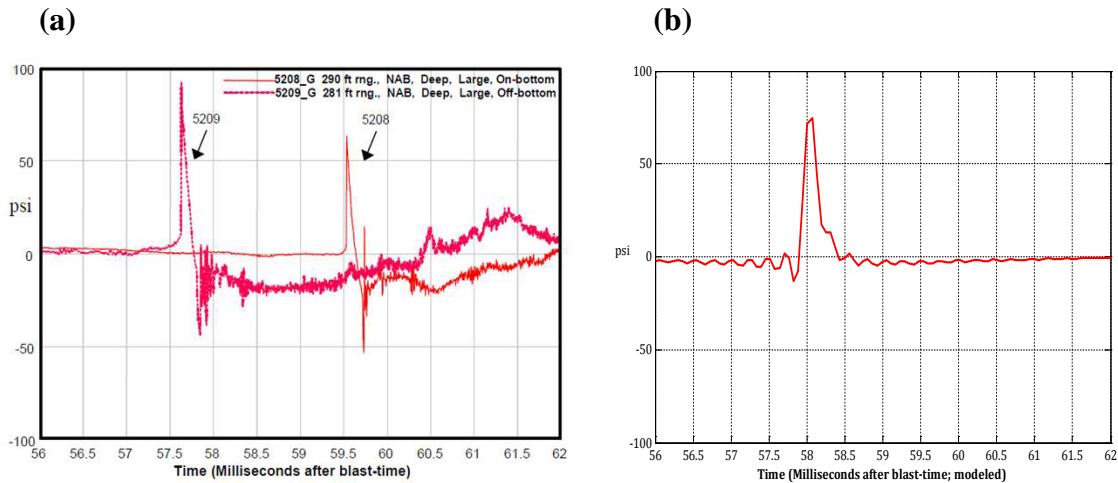 (a)
100
50
psi
0
-50
-100
5208_G 290 ft rng., NAB, Deep, Large, On-bottom
5209_G 281 ft rng., NAB, Deep, Large, Off-bottom
5209
5208
56 56.5 57 57.5 58 58.5 59 59.5 60 60.5 61 61.5 62
Time (Milliseconds after blast-time)
(b)
100
50
psi
0
-50
-100
56 56.5 57 57.5 58 58.5 59 59.5 60 60.5 61 61.5 62
Time (Milliseconds after blast-time; modeled)